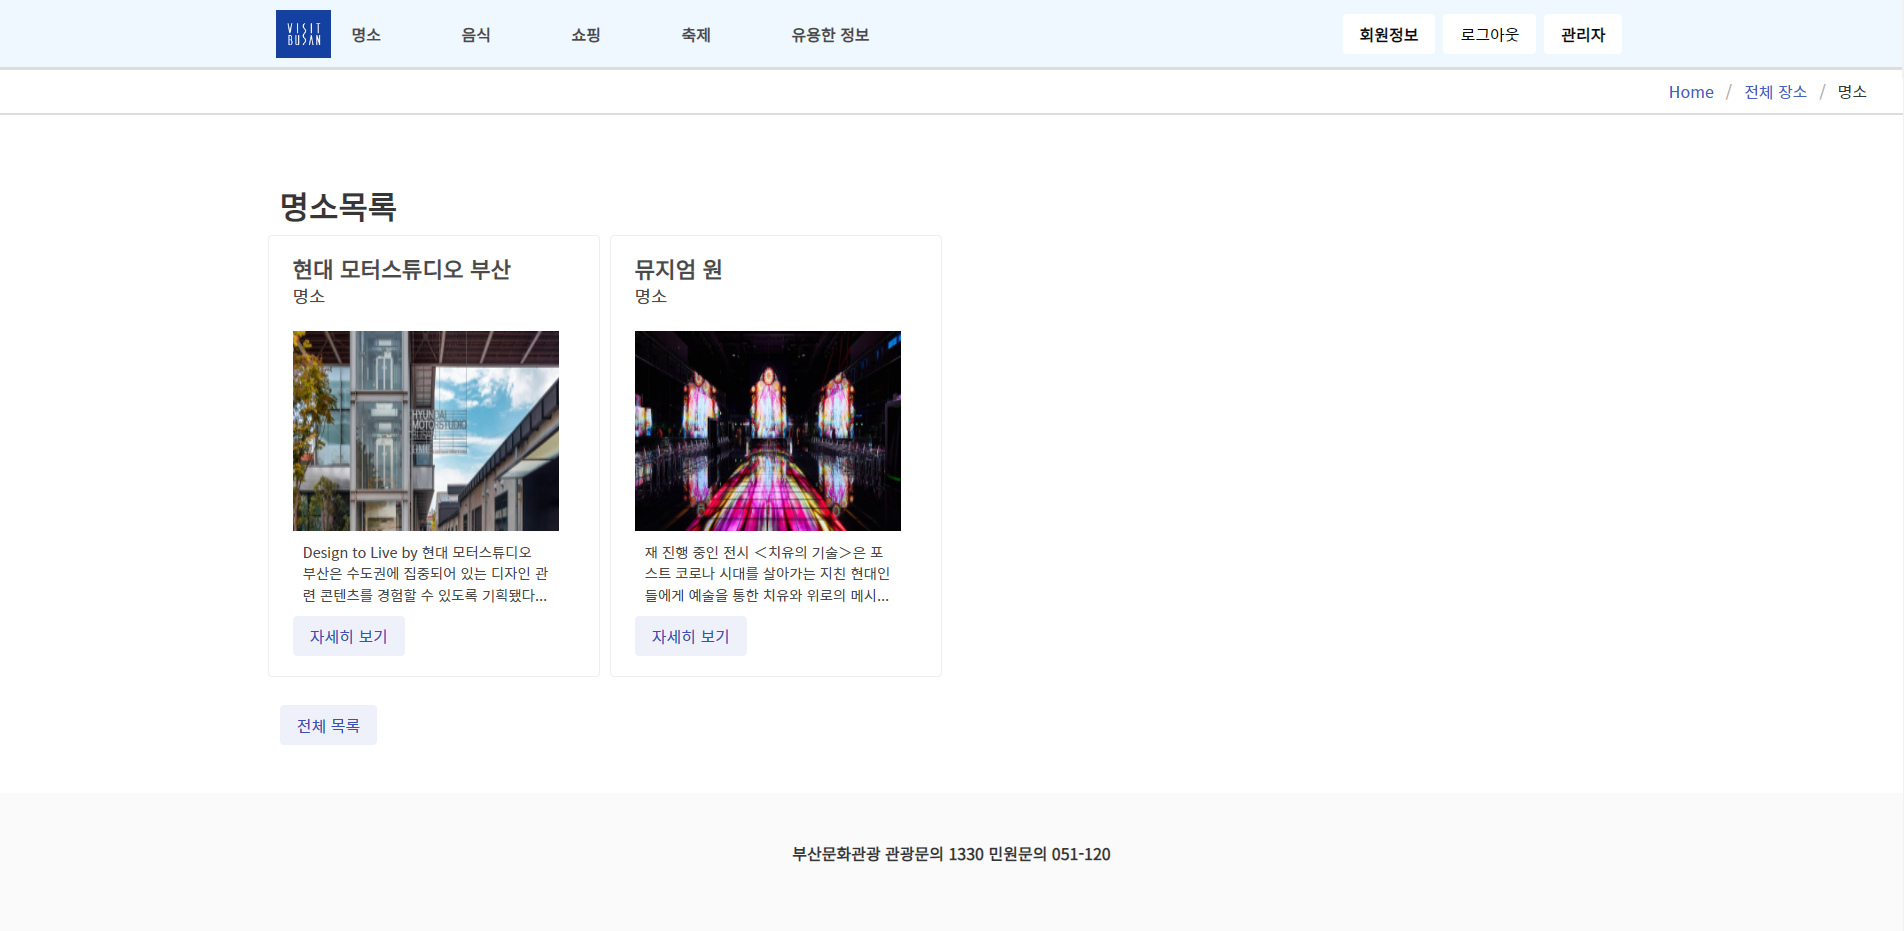 VISIT
BUSAN
명소
음식
쇼핑
축제
유용한 정보
회원정보
로그아웃
관리자
Home / 전체 장소 / 명소
명소목록
현대 모터스튜디오 부산
명소
HYUNDAI
MOTORSTUDIO
Design to Live by 현대 모터스튜디오
부산은 수도권에 집중되어 있는 디자인 관
련 콘텐츠를 경험할 수 있도록 기획됐다...
자세히 보기
뮤지엄 원
명소
재 진행 중인 전시 <치유의 기술>은 포
스트 코로나 시대를 살아가는 지친 현대인
들에게 예술을 통한 치유와 위로의 메시...
자세히 보기
전체 목록
부산문화관광 관광문의 1330 민원문의 051-120